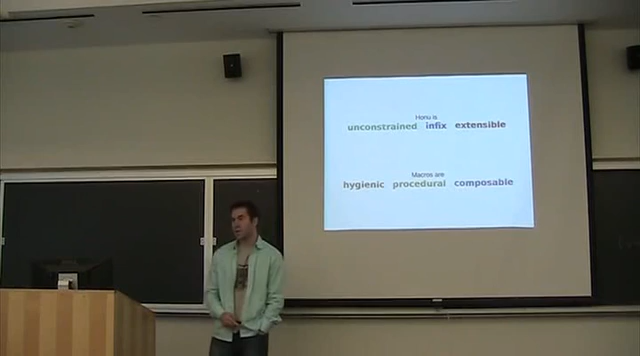 Honu is
unconstrained infix extensible
Macros are
hygienic procedural composable